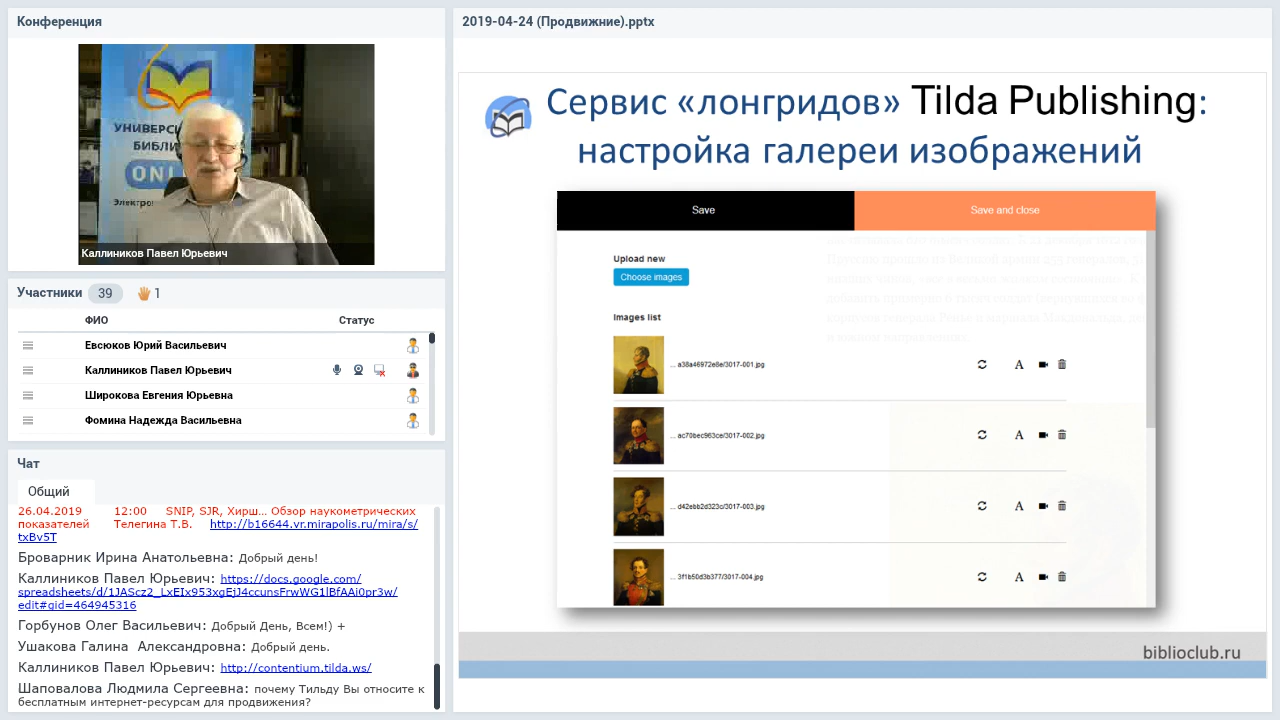 Конференция
УНИВЕРСИ
БИБЛИ
ONL
Электрон
Каллиников Павел Юрьевич
Участники 39 1
ФИО Статус
Евсюков Юрий Васильевич
Каллиников Павел Юрьевич
Широкова Евгения Юрьевна
Фомина Надежда Васильевна
Чат
Общий
26.04.2019 12:00 SNIP, SJR, Хирш... Обзор наукометрических
показателей Телегина Т.В. http://b16644.vr.mirapolis.ru/mira/s/
txBv5T
Броварник Ирина Анатольевна: Добрый день!
Каллиников Павел Юрьевич: https://docs.google.com/
spreadsheets/d/1JAScz2_LxEIx953xgEjJ4ccunsFrwWG1lBfAAi0pr3w/
edit#gid=464945316
Горбунов Олег Васильевич: Добрый День, Всем!) +
Ушакова Галина Александровна: Добрый день.
Каллиников Павел Юрьевич: http://contentium.tilda.ws/
Шаповалова Людмила Сергеевна: почему Тильду Вы относите к
бесплатным интернет-ресурсам для продвижения?
2019-04-24 (Продвижние).pptx
Сервис «лонгридов» Tilda Publishing:
настройка галереи изображений
Save
Save and close
Upload new
Choose images
Images list
... a38a46972e8e/3017-001.jpg A
... ac70bec963ce/3017-002.jpg A
... d42ebb2d323c/3017-003.jpg A
... 3f1b50d3b377/3017-004.jpg A
biblioclub.ru